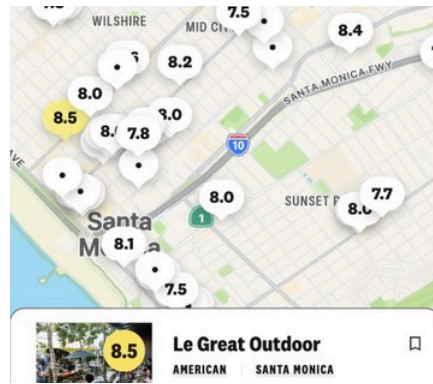 7.5
WILSHIRE
MID CI
8.4
8.2
8.0
SANTA MONICA FWY
8.5
7.8
10
8.0
7.7
SUNSET
1
AVE
Santa
8.1
7.5
8.5
Le Great Outdoor
AMERICAN
SANTA MONICA